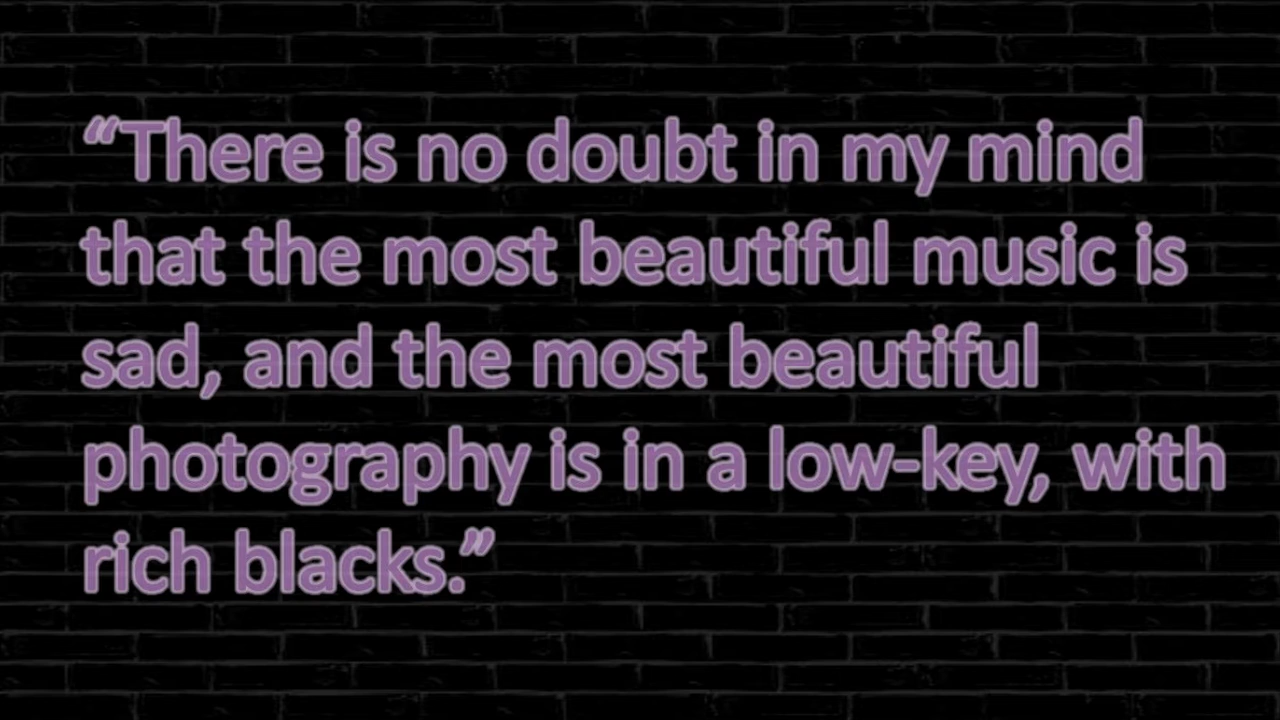 “There is no doubt in my mind
that the most beautiful music is
sad, and the most beautiful
photography is in a low-key, with
rich blacks.”